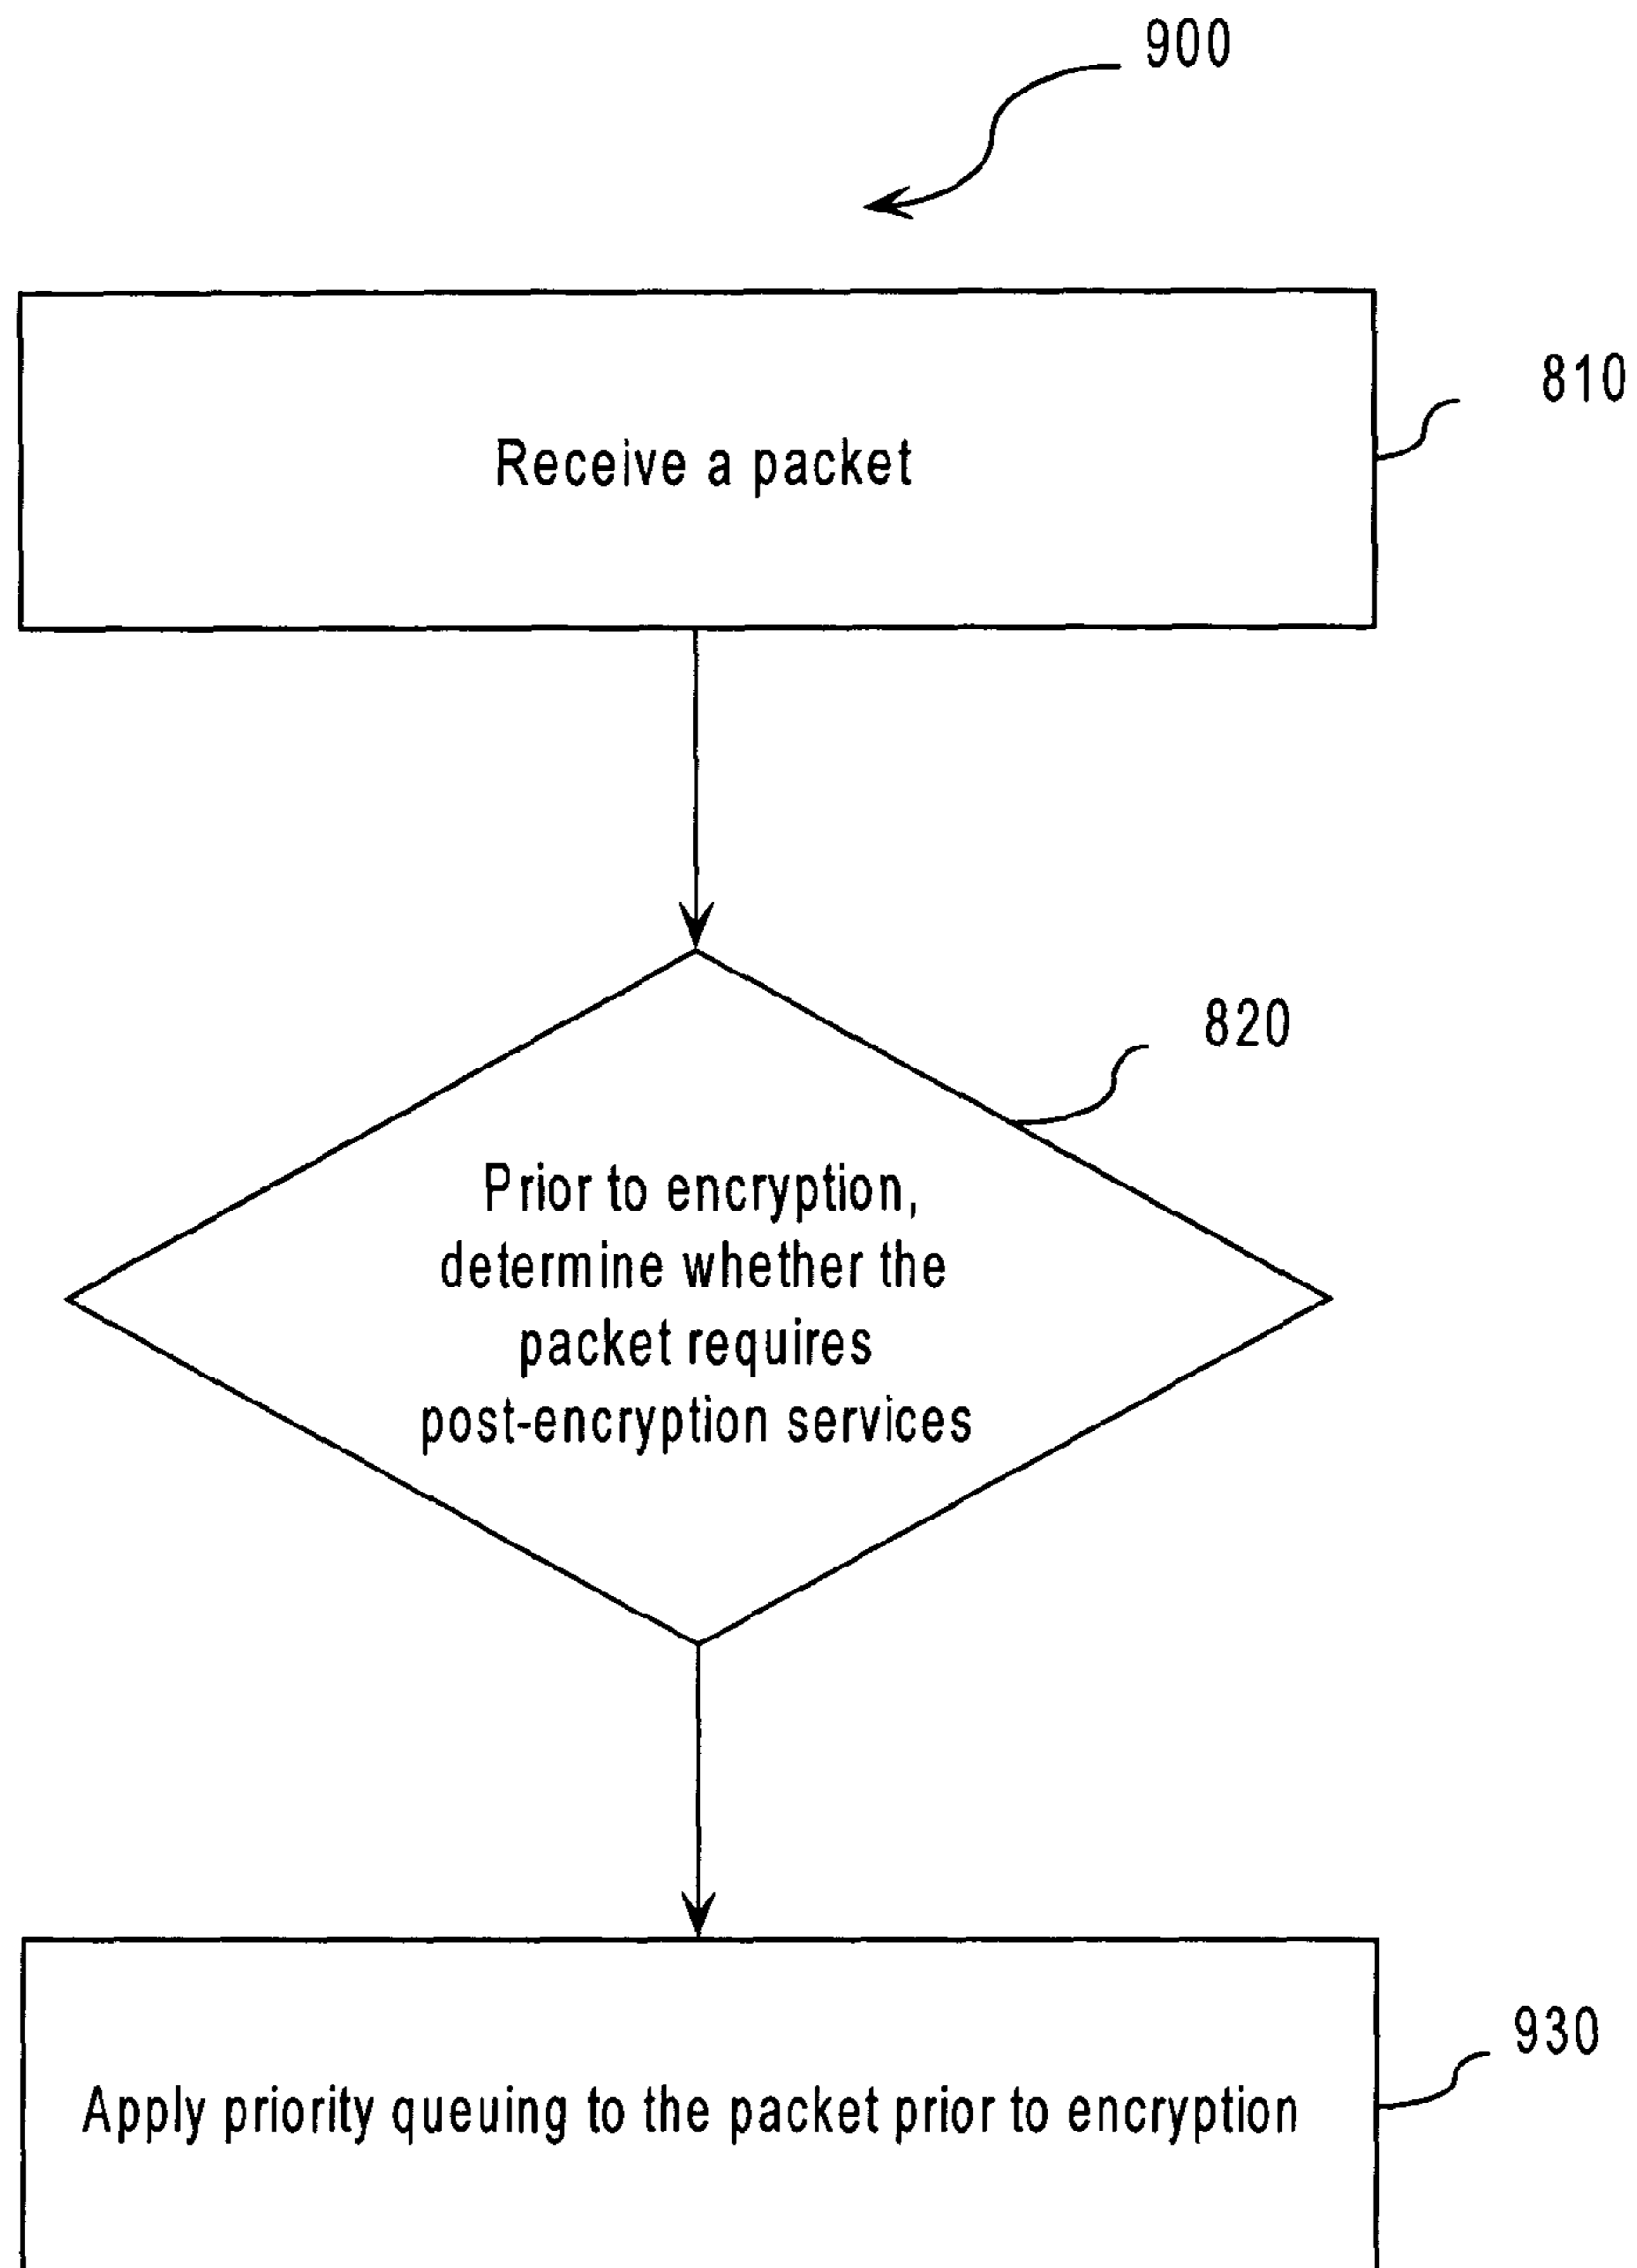 900
810
Receive a packet
820
Prior to encryption,
determine whether the
packet requires
post-encryption services
930
Apply priority queuing to the packet prior to encryption